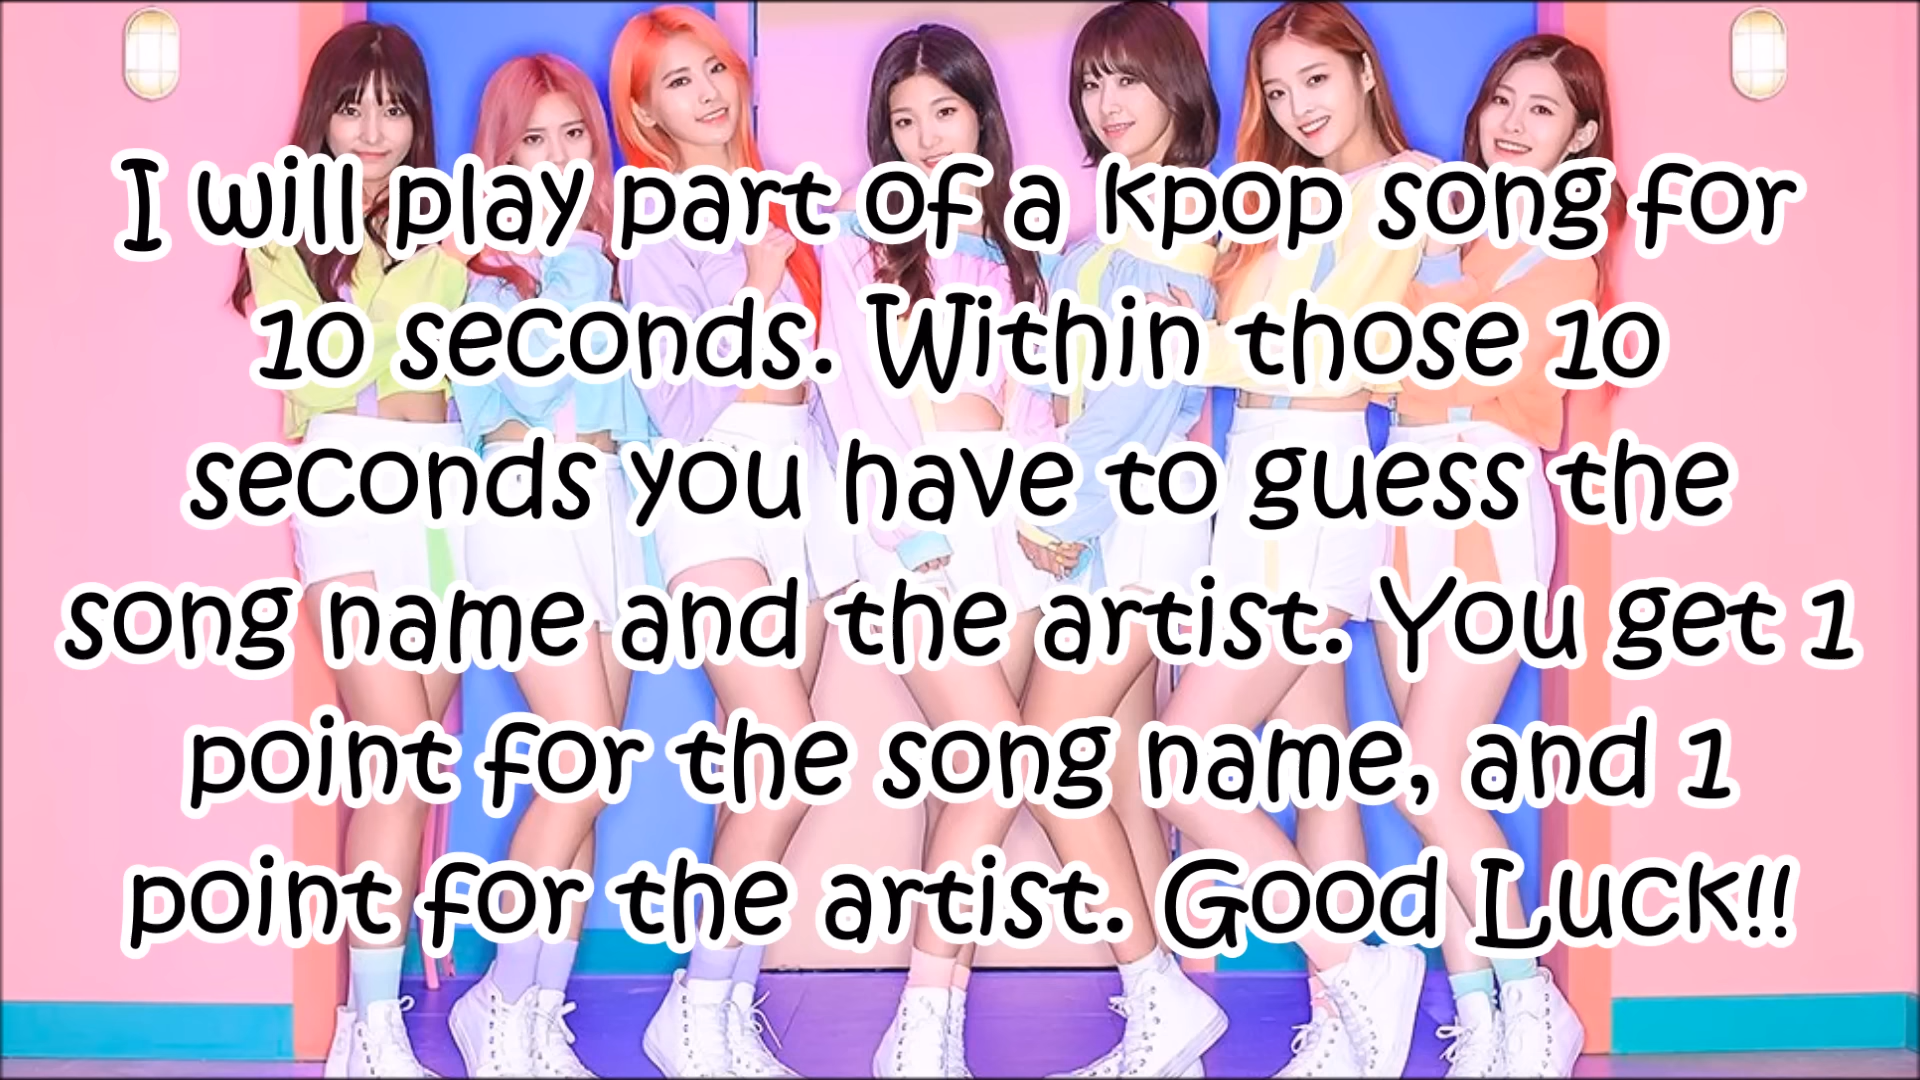 I will play part of a kpop song for
10 seconds. Within those 10
seconds you have to guess the
song name and the artist. You get 1
point for the song name, and 1
point for the artist. Good Luck!!